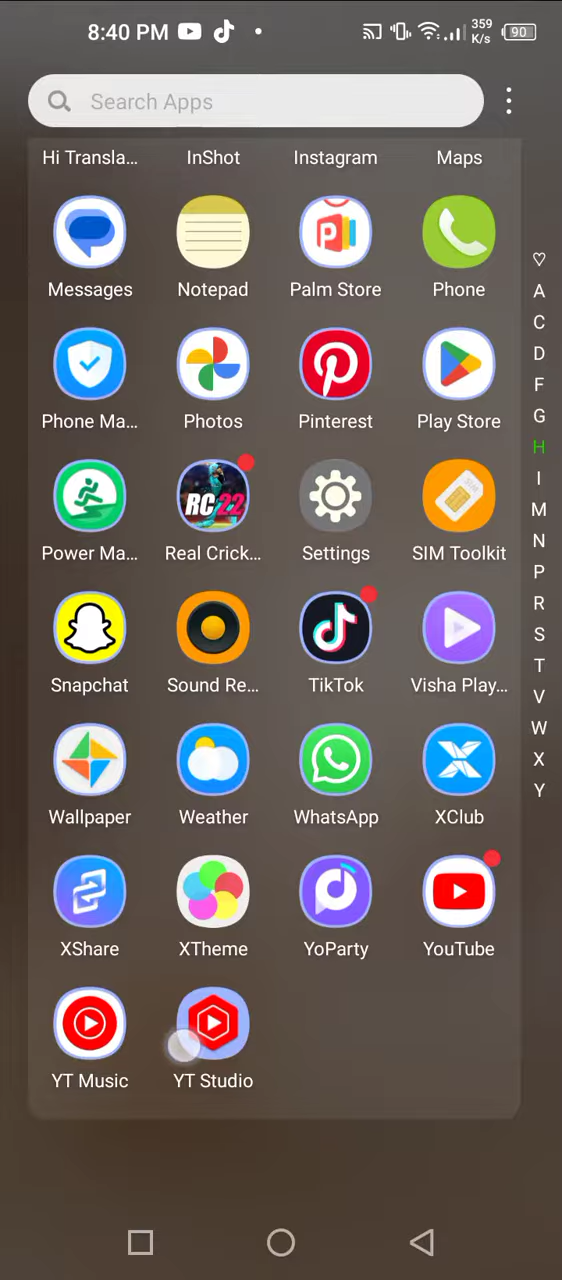 8:40 PM
359
K/s
90
Search Apps
Hi Transla... InShot Instagram Maps
Messages Notepad Palm Store Phone
Phone Ma... Photos Pinterest Play Store
RC 22
Power Ma... Real Crick... Settings SIM Toolkit
Snapchat Sound Re... TikTok Visha Play...
Wallpaper Weather WhatsApp XClub
XShare XTheme YoParty YouTube
YT Music YT Studio
A
C
D
F
G
H
I
M
N
P
R
S
T
V
W
X
Y